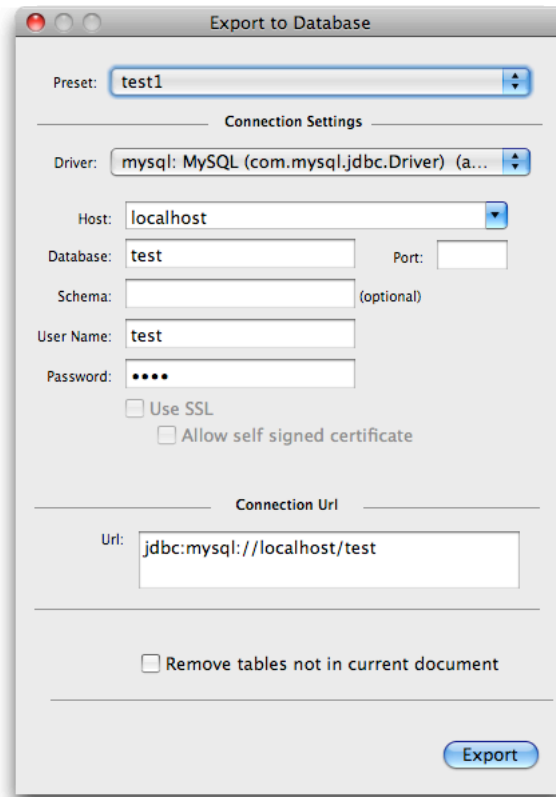 Export to Database
Preset: test1
Connection Settings
Driver: mysql: MySQL (com.mysql.jdbc.Driver) (a...
Host: localhost
Database: test Port:
Schema: (optional)
User Name: test
Password: ••••
Use SSL
Allow self signed certificate
Connection Url
Url: jdbc:mysql://localhost/test
Remove tables not in current document
Export